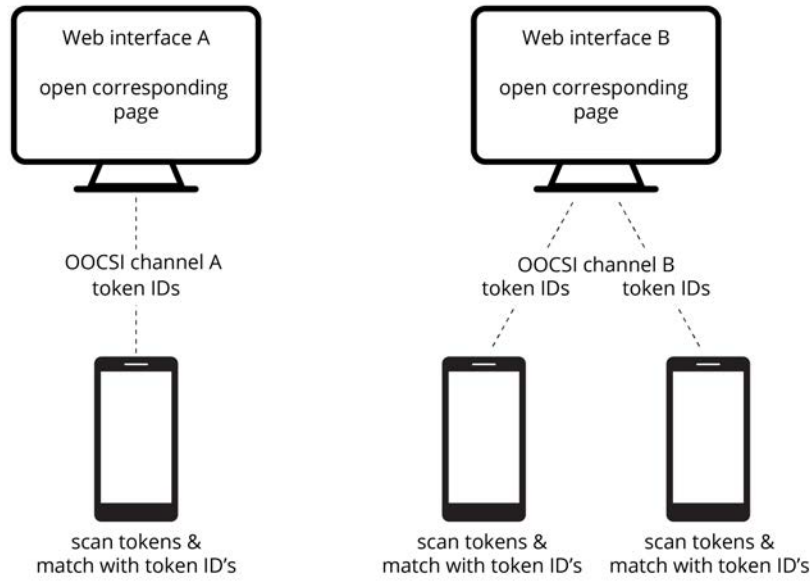 Web interface A
open corresponding
page
OOCSI channel A
token IDs
scan tokens &
match with token ID's
Web interface B
open corresponding
page
OOCSI channel B
token IDs token IDs
scan tokens &
match with token ID's
scan tokens &
match with token ID's